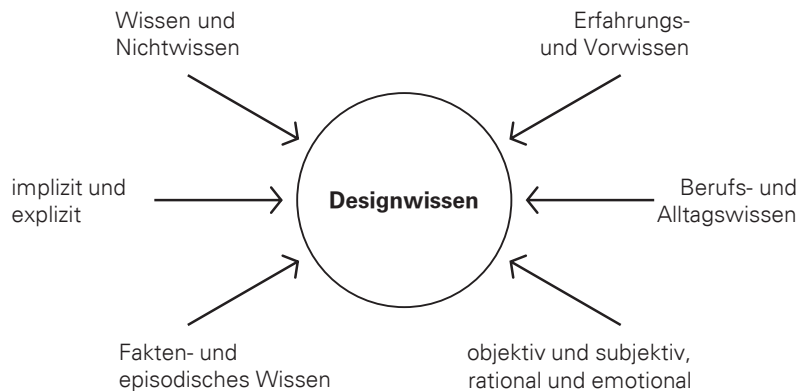 Wissen und
Nichtwissen
Erfahrungs-
und Vorwissen
implizit und
explizit
Designwissen
Berufs- und
Alltagswissen
Fakten- und
episodisches Wissen
objektiv und subjektiv,
rational und emotional